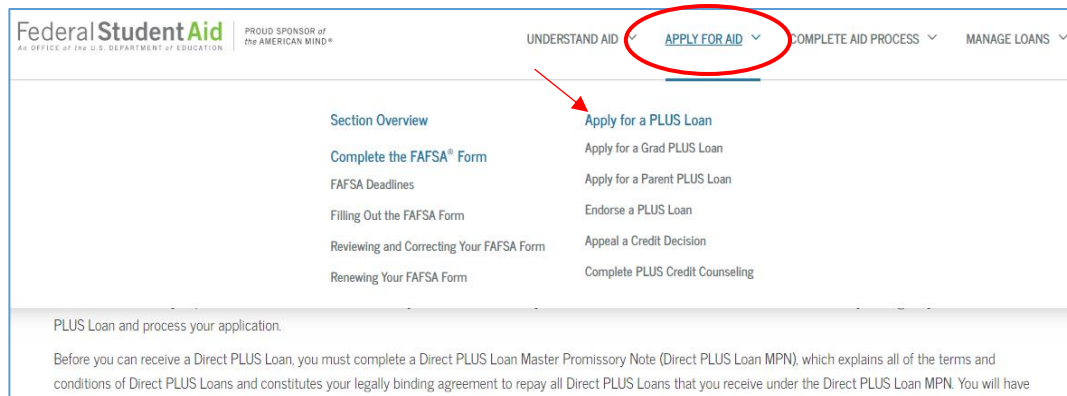 Federal Student Aid
An OFFICE of the U.S. DEPARTMENT of EDUCATION
PROUD SPONSOR of
the AMERICAN MIND®
UNDERSTAND AID
APPLY FOR AID
COMPLETE AID PROCESS
MANAGE LOANS
Section Overview
Complete the FAFSA® Form
FAFSA Deadlines
Filling Out the FAFSA Form
Reviewing and Correcting Your FAFSA Form
Renewing Your FAFSA Form
Apply for a PLUS Loan
Apply for a Grad PLUS Loan
Apply for a Parent PLUS Loan
Endorse a PLUS Loan
Appeal a Credit Decision
Complete PLUS Credit Counseling
PLUS Loan and process your application.
Before you can receive a Direct PLUS Loan, you must complete a Direct PLUS Loan Master Promissory Note (Direct PLUS Loan MPN), which explains all of the terms and
conditions of Direct PLUS Loans and constitutes your legally binding agreement to repay all Direct PLUS Loans that you receive under the Direct PLUS Loan MPN. You will have